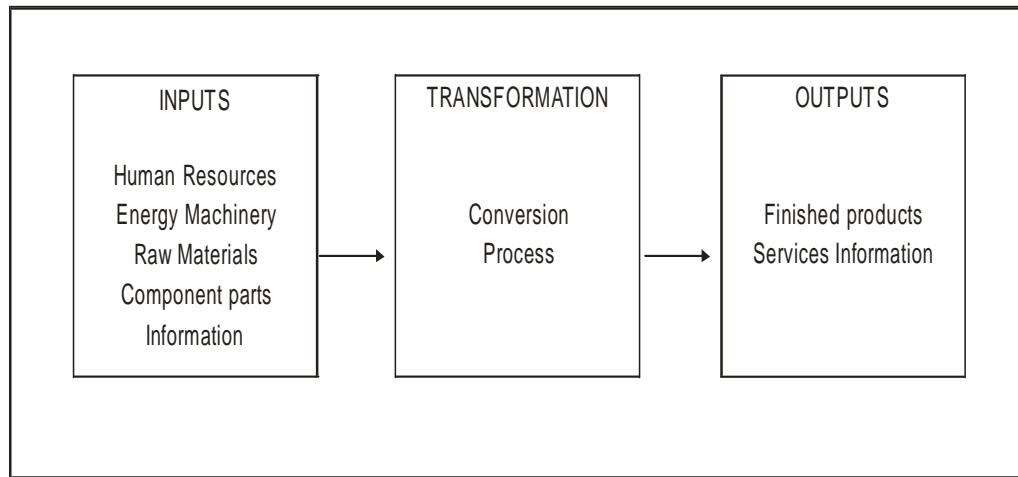 INPUTS
Human Resources
Energy Machinery
Raw Materials
Component parts
Information
TRANSFORMATION
Conversion
Process
OUTPUTS
Finished products
Services Information